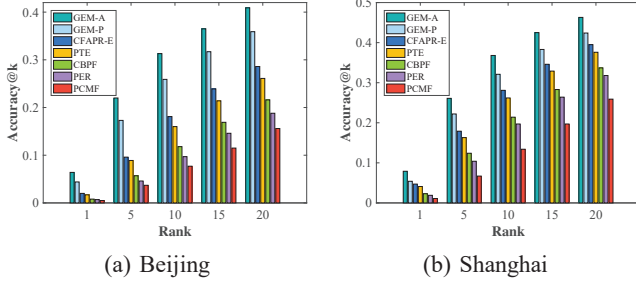 GEM-A
GEM-P
CFAPR-E
PTE
CBPF
PER
PCMF
Accuracy@k
0.4
0.3
0.2
0.1
0
1 5 10 15 20
Rank
(a) Beijing
GEM-A
GEM-P
CFAPR-E
PTE
CBPF
PER
PCMF
Accuracy@k
0.5
0.4
0.3
0.2
0.1
0
1 5 10 15 20
Rank
(b) Shanghai